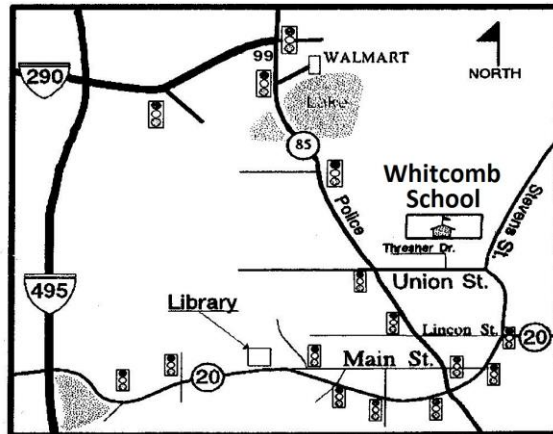 99
WALMART
290
NORTH
Lake
85
Whitcomb
School
Police
Stevens St.
Thresher Dr.
495
Union St.
Library
Lincon St.
20
Main St.
20